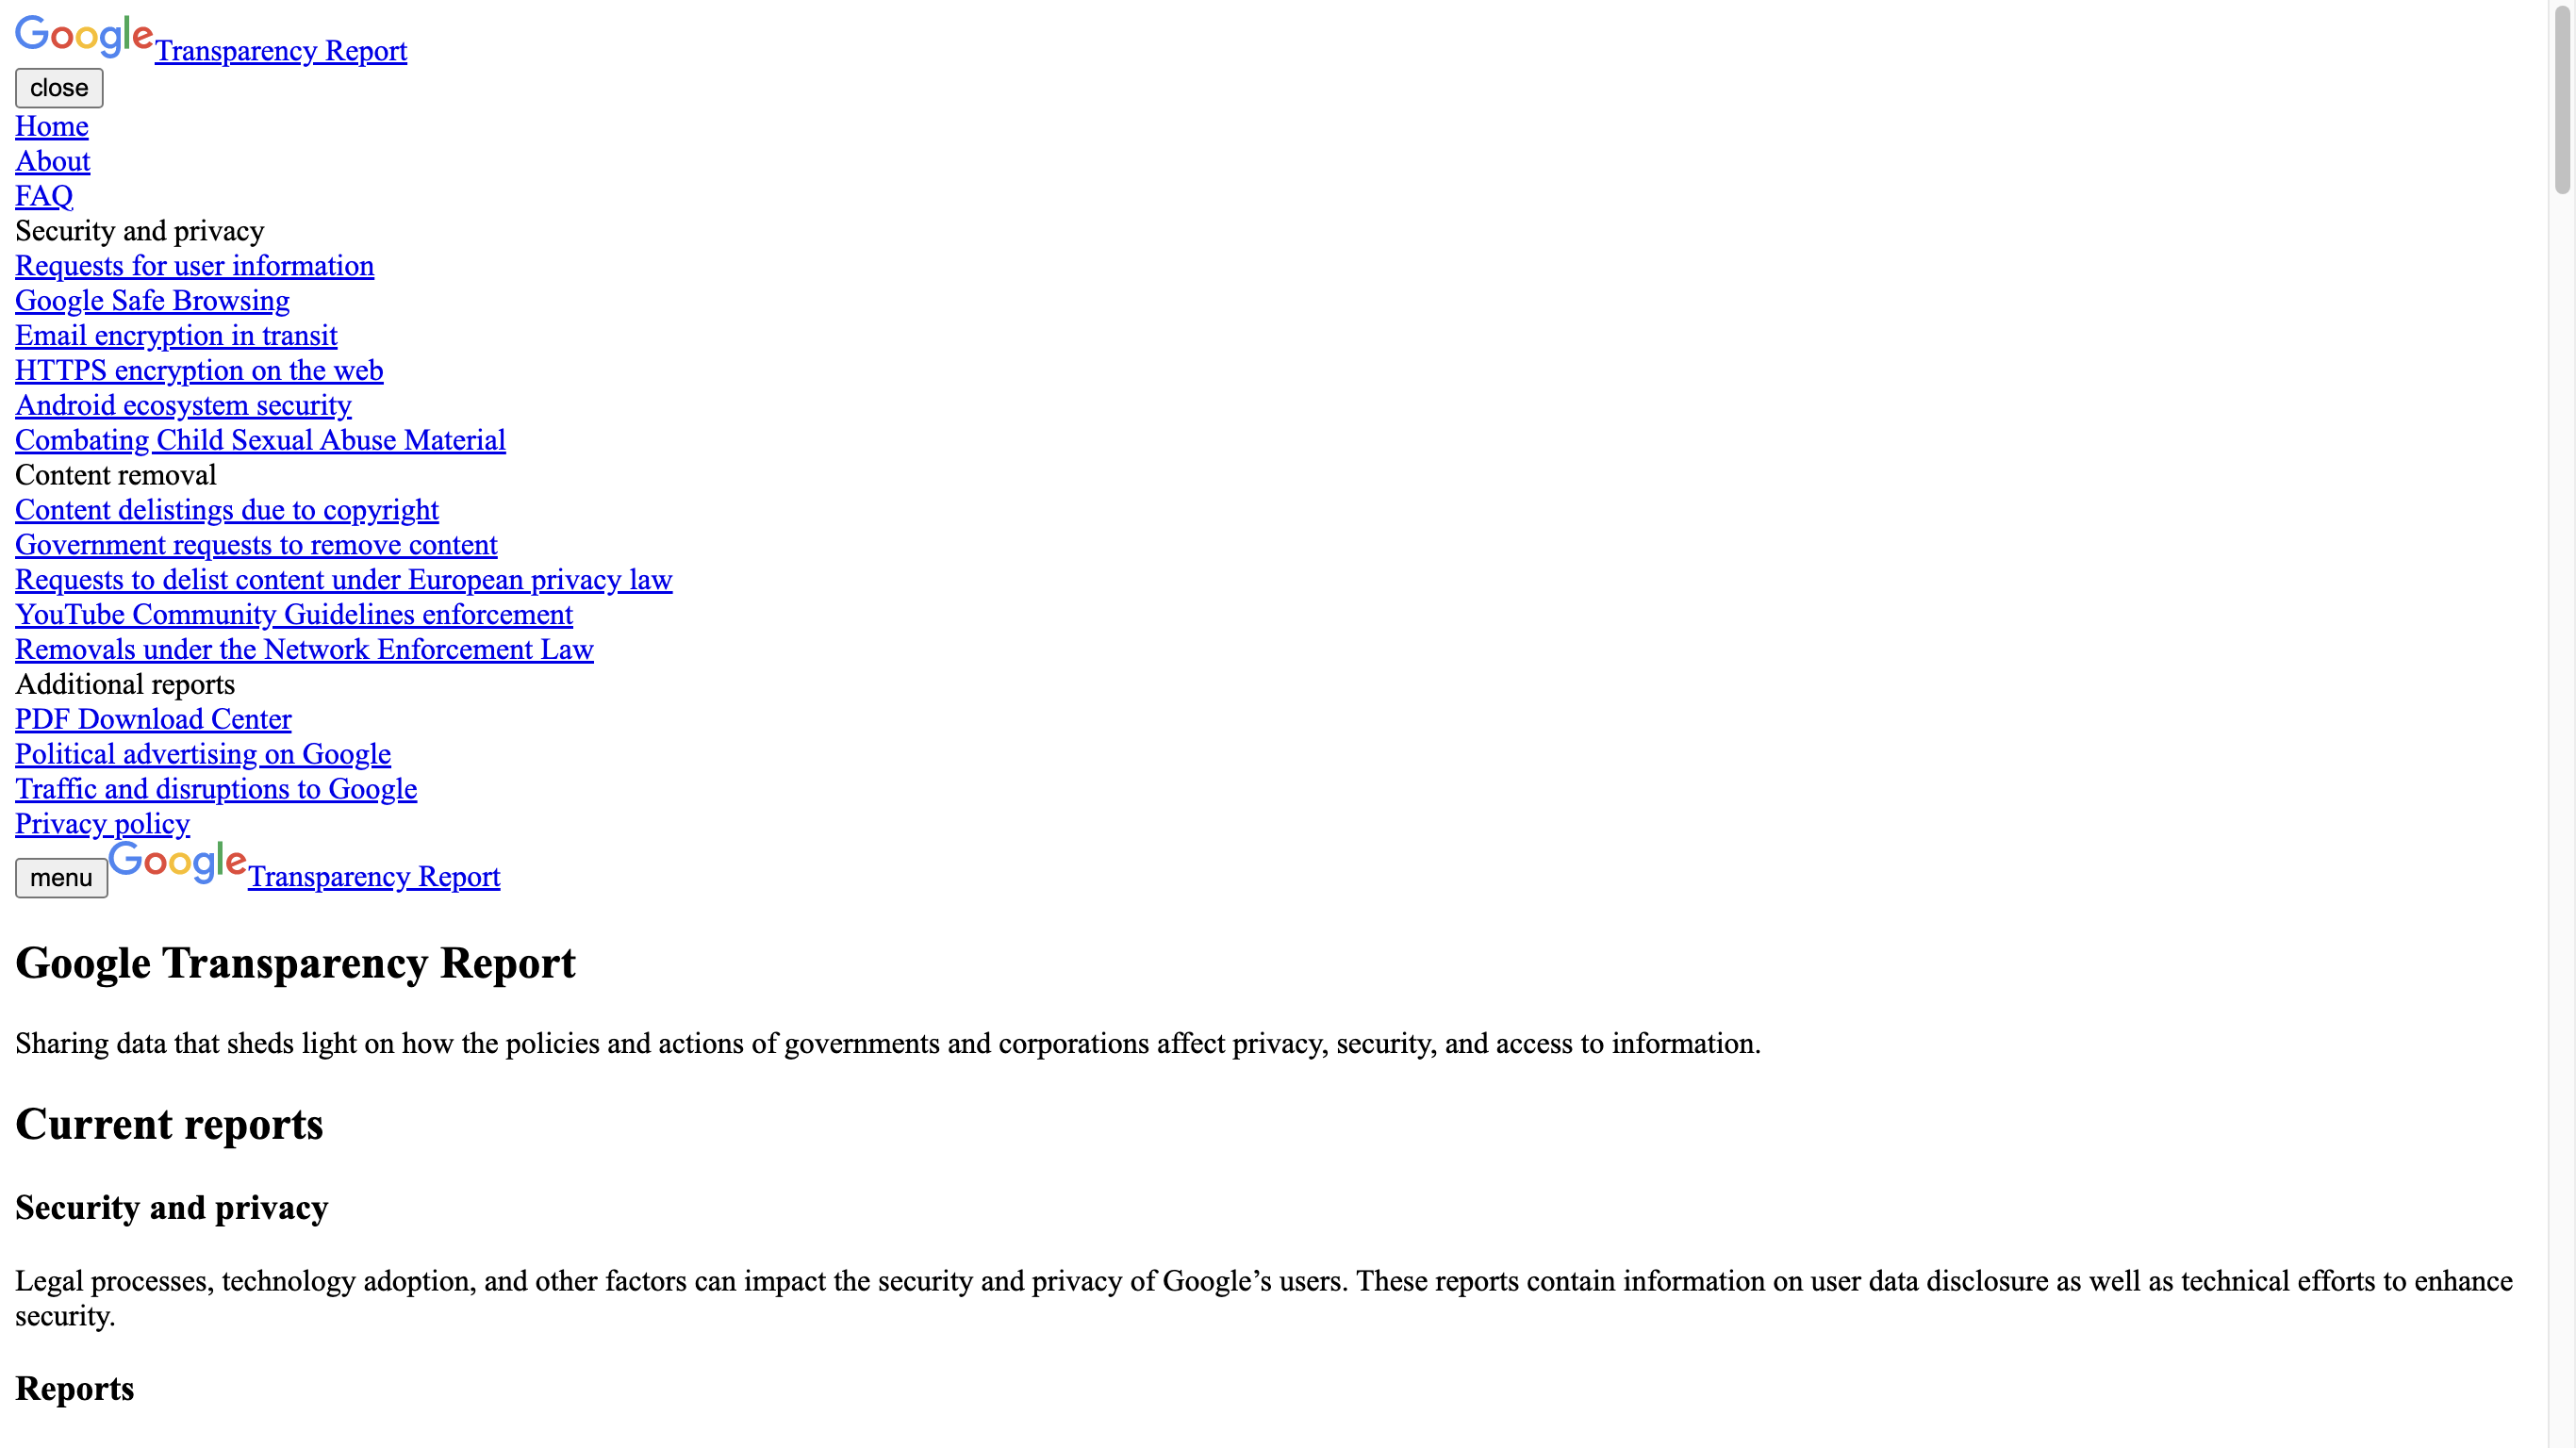 Google Transparency Report
close
Home
About
FAQ
Security and privacy
Requests for user information
Google Safe Browsing
Email encryption in transit
HTTPS encryption on the web
Android ecosystem security
Combating Child Sexual Abuse Material
Content removal
Content delistings due to copyright
Government requests to remove content
Requests to delist content under European privacy law
YouTube Community Guidelines enforcement
Removals under the Network Enforcement Law
Additional reports
PDF Download Center
Political advertising on Google
Traffic and disruptions to Google
Privacy policy
menu Google Transparency Report
Google Transparency Report
Sharing data that sheds light on how the policies and actions of governments and corporations affect privacy, security, and access to information.
Current reports
Security and privacy
Legal processes, technology adoption, and other factors can impact the security and privacy of Google’s users. These reports contain information on user data disclosure as well as technical efforts to enhance
security.
Reports